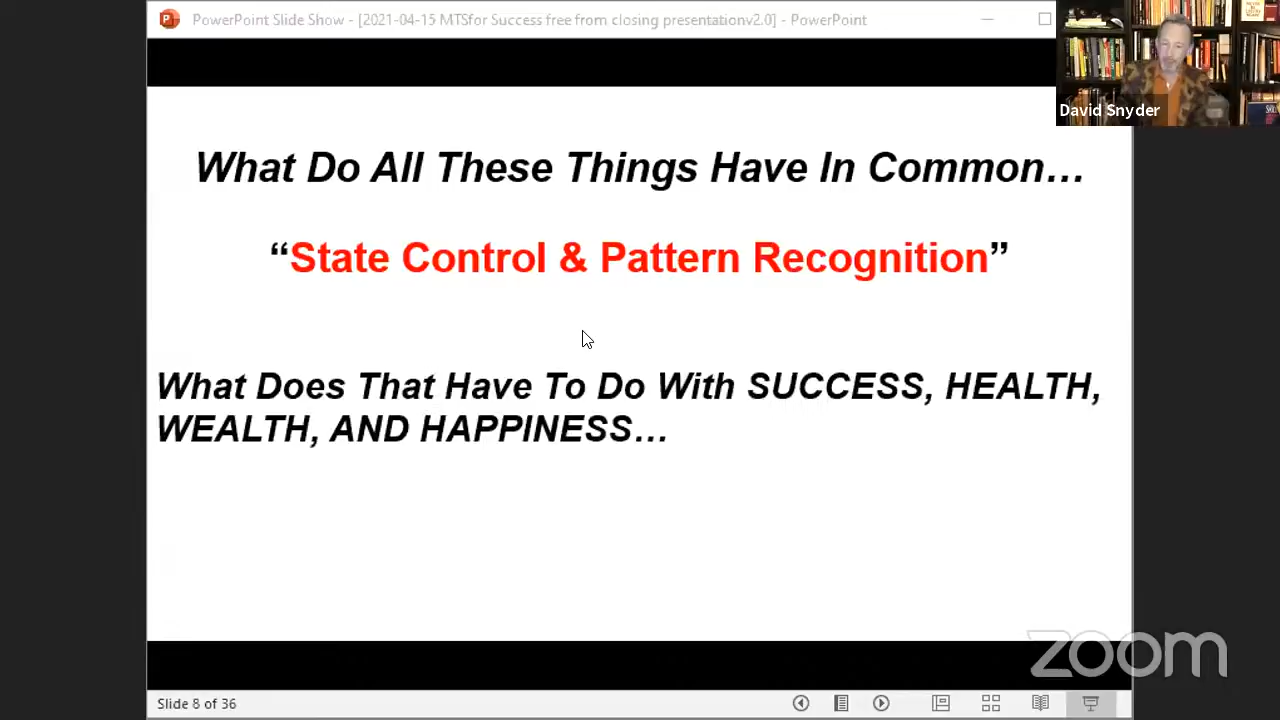 PowerPoint Slide Show - [2021-04-15 MTSfor Success free from closing presentationv2.0] - PowerPoint
David Snyder
What Do All These Things Have In Common…
“State Control & Pattern Recognition”
What Does That Have To Do With SUCCESS, HEALTH,
WEALTH, AND HAPPINESS…
zoom
Slide 8 of 36